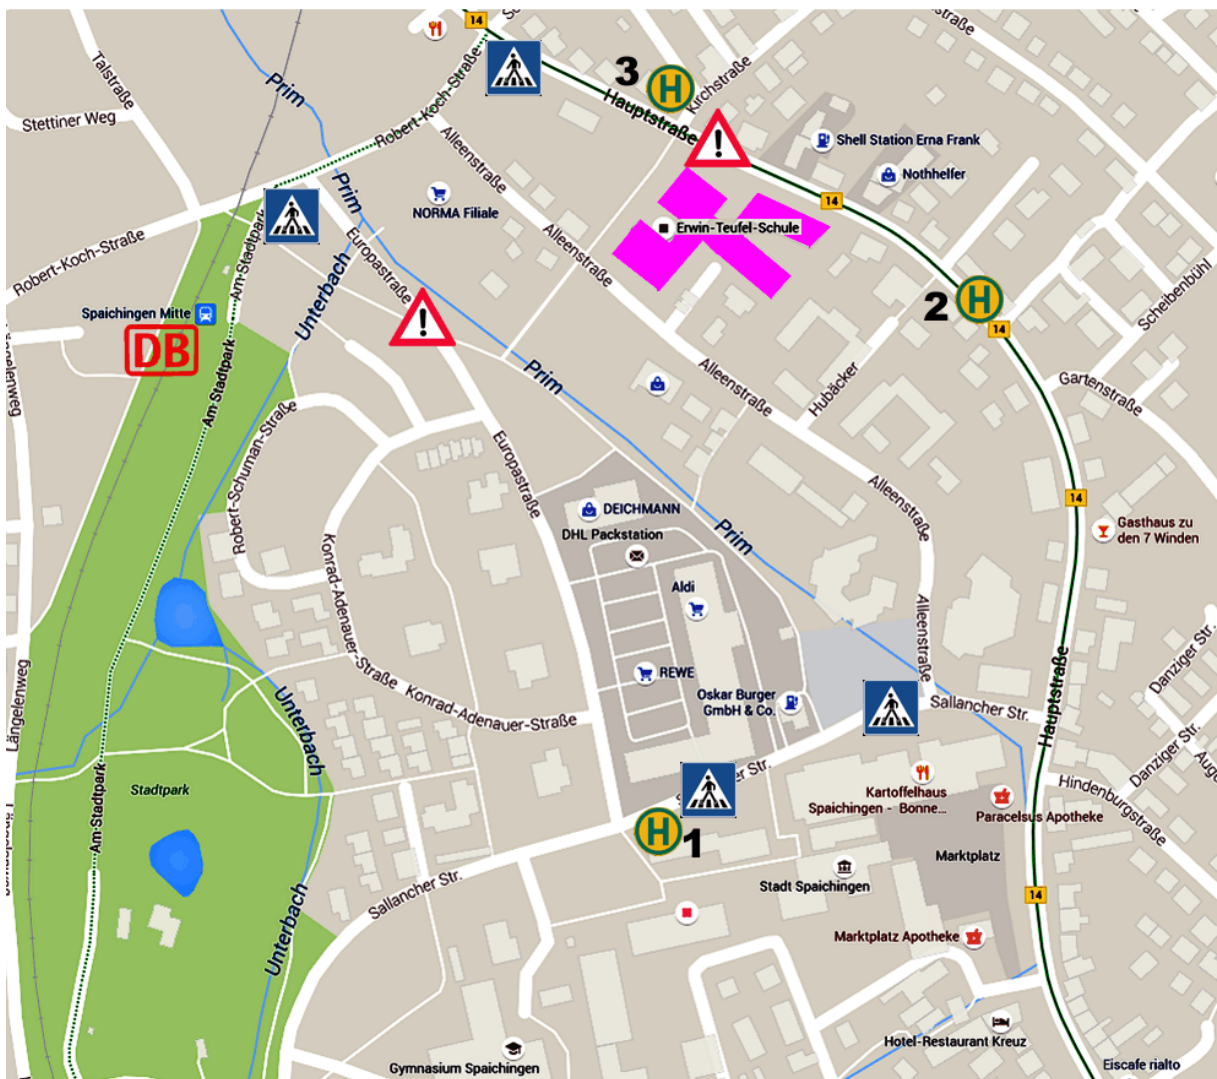 14
Talstraße
Stettiner Weg
Prim
Robert-Koch-Straße
3
H
Kirchstraße
Hauptstraße
!
Shell Station Erna Frank
Nothhelfer
Alleenstraße
Prim
NORMA Filiale
14
Erwin-Teufel-Schule
Robert-Koch-Straße
Am Stadtpark
Europastraße
Alleenstraße
Unterbach
Scheibenbühl
Spaichingen Mitte
DB
!
2
H
14
Am Stadtpark
Prim
Alleenstraße
Hubäcker
Gartenstraße
Robert-Schuman-Straße
Europastraße
14
Alleenstraße
DEICHMANN
DHL Packstation
Prim
Gasthaus zu
den 7 Winden
Konrad-Adenauer-Straße
Aldi
Alleenstraße
REWE
Danziger Str.
Längelenweg
Konrad-Adenauer-Straße
Oskar Burger
GmbH & Co.
Sallancher Str.
Hauptstraße
Unterbach
Danziger Str.
Stadtpark
Am Stadtpark
Kartoffelhaus
Spaichingen - Bonne...
Paracelsus Apotheke
Hindenburgstraße
H
1
Marktplatz
Stadt Spaichingen
Sallancher Str.
14
Unterbach
Marktplatz Apotheke
Hotel-Restaurant Kreuz
Gymnasium Spaichingen
Eiscafe rialto